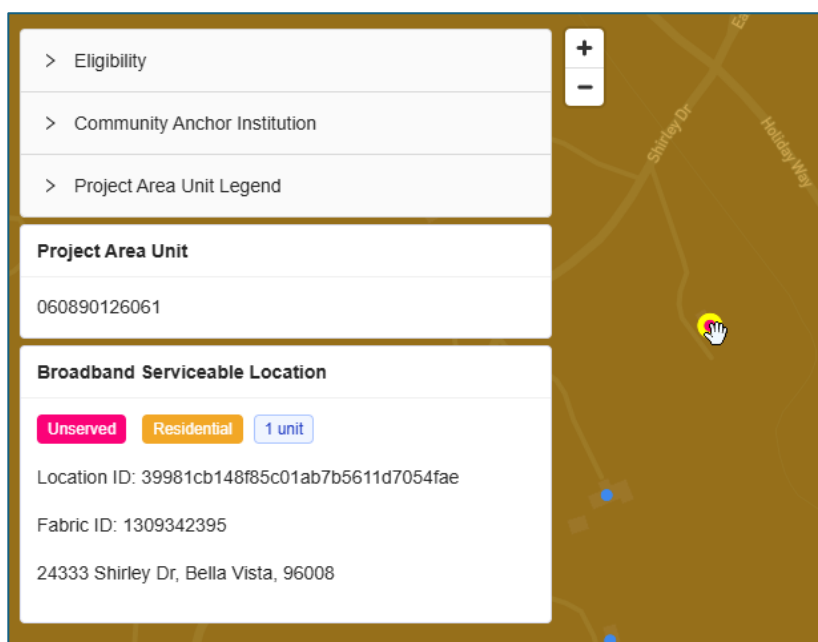 > Eligibility
> Community Anchor Institution
> Project Area Unit Legend
Project Area Unit
060890126061
Broadband Serviceable Location
Unserved Residential 1 unit
Location ID: 39981cb148f85c01ab7b5611d7054fae
Fabric ID: 1309342395
24333 Shirley Dr, Bella Vista, 96008
+
−
Shirley Dr
Holiday Way